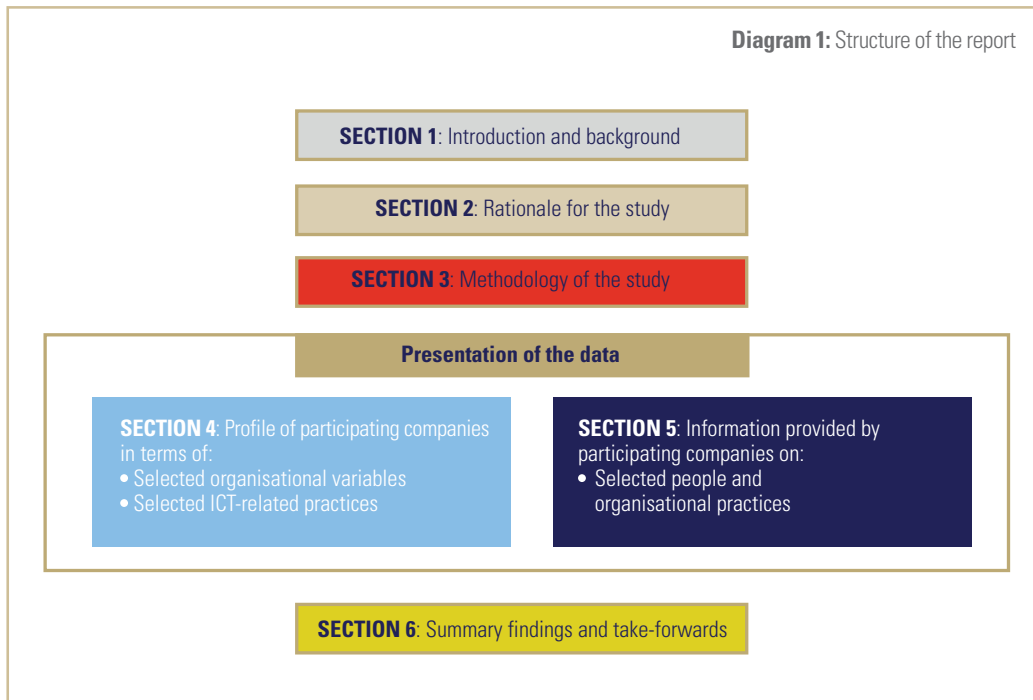 Diagram 1: Structure of the report
SECTION 1: Introduction and background
SECTION 2: Rationale for the study
SECTION 3: Methodology of the study
Presentation of the data
SECTION 4: Profile of participating companies
in terms of:
• Selected organisational variables
• Selected ICT-related practices
SECTION 5: Information provided by
participating companies on:
• Selected people and
organisational practices
SECTION 6: Summary findings and take-forwards